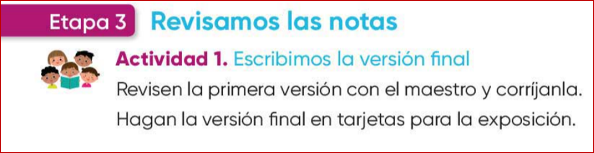 Etapa 3 Revisamos las notas
Actividad 1. Escribimos la versión final
Revisen la primera versión con el maestro y corríjanla.
Hagan la versión final en tarjetas para la exposición.